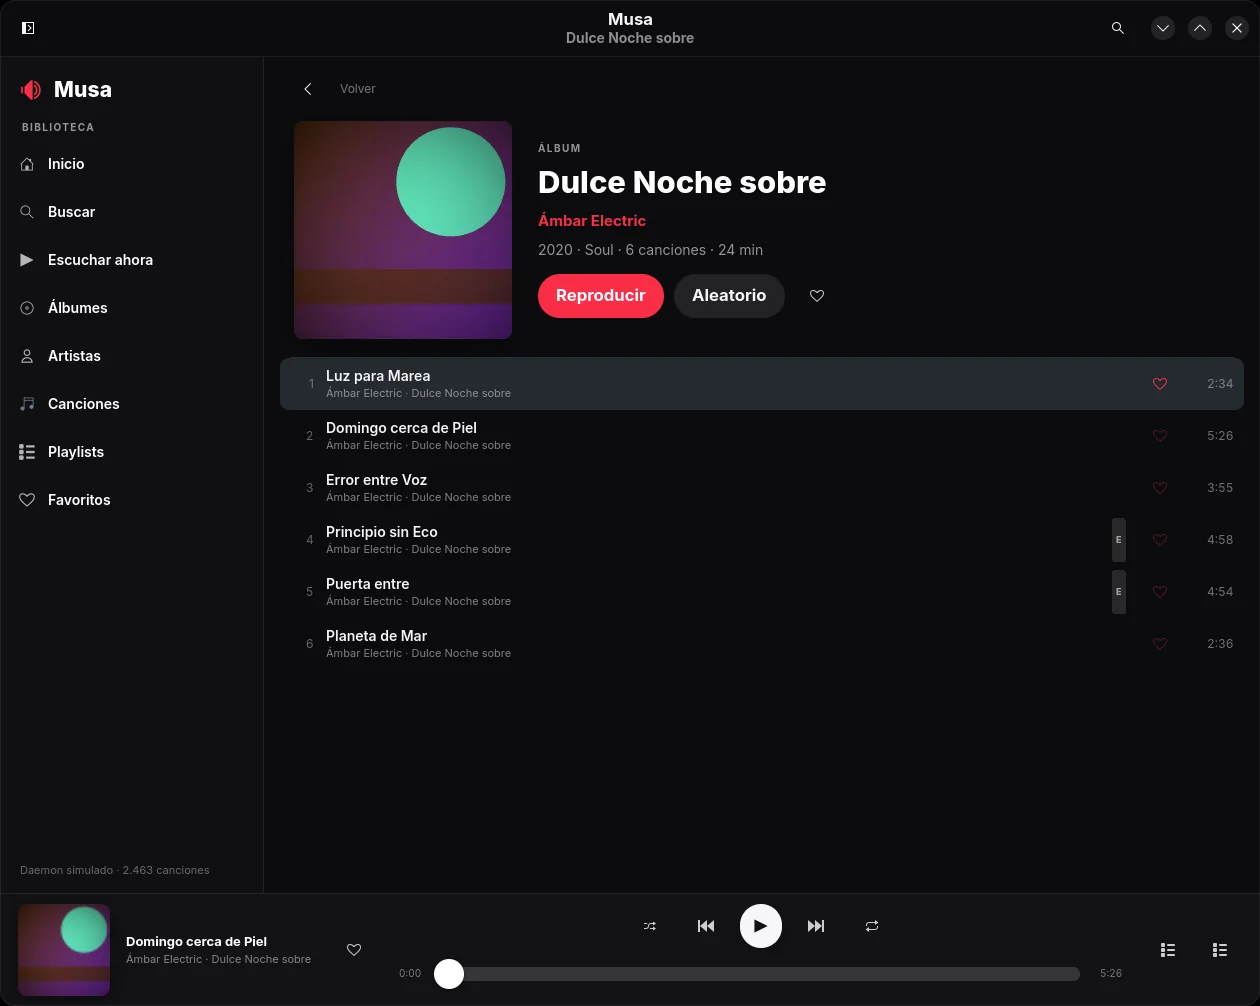 Musa
Dulce Noche sobre
Musa
BIBLIOTECA
Inicio
Buscar
Escuchar ahora
Álbumes
Artistas
Canciones
Playlists
Favoritos
Daemon simulado · 2.463 canciones
Volver
ÁLBUM
Dulce Noche sobre
Ámbar Electric
2020 · Soul · 6 canciones · 24 min
Reproducir Aleatorio
1 Luz para Marea 2:34
Ámbar Electric · Dulce Noche sobre
2 Domingo cerca de Piel 5:26
Ámbar Electric · Dulce Noche sobre
3 Error entre Voz 3:55
Ámbar Electric · Dulce Noche sobre
4 Principio sin Eco E 4:58
Ámbar Electric · Dulce Noche sobre
5 Puerta entre E 4:54
Ámbar Electric · Dulce Noche sobre
6 Planeta de Mar 2:36
Ámbar Electric · Dulce Noche sobre
Domingo cerca de Piel
Ámbar Electric · Dulce Noche sobre
0:00 5:26